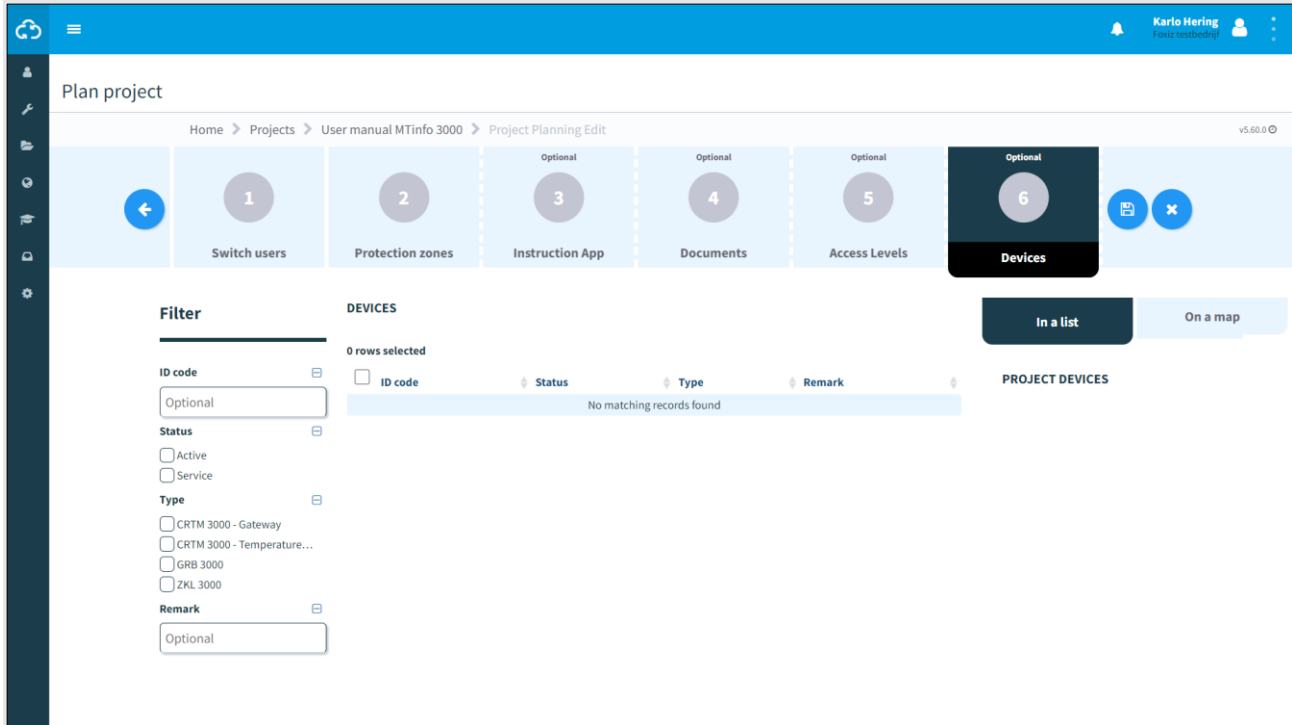 Karlo Hering
Foxiz testbedrijf
Plan project
Home > Projects > User manual MTinfo 3000 > Project Planning Edit
v5.60.0
1
Switch users
2
Protection zones
Optional
3
Instruction App
Optional
4
Documents
Optional
5
Access Levels
Optional
6
Devices
Filter
ID code
Optional
Status
Active
Service
Type
CRTM 3000 - Gateway
CRTM 3000 - Temperature...
GRB 3000
ZKL 3000
Remark
Optional
DEVICES
0 rows selected
ID code Status Type Remark
No matching records found
In a list
On a map
PROJECT DEVICES